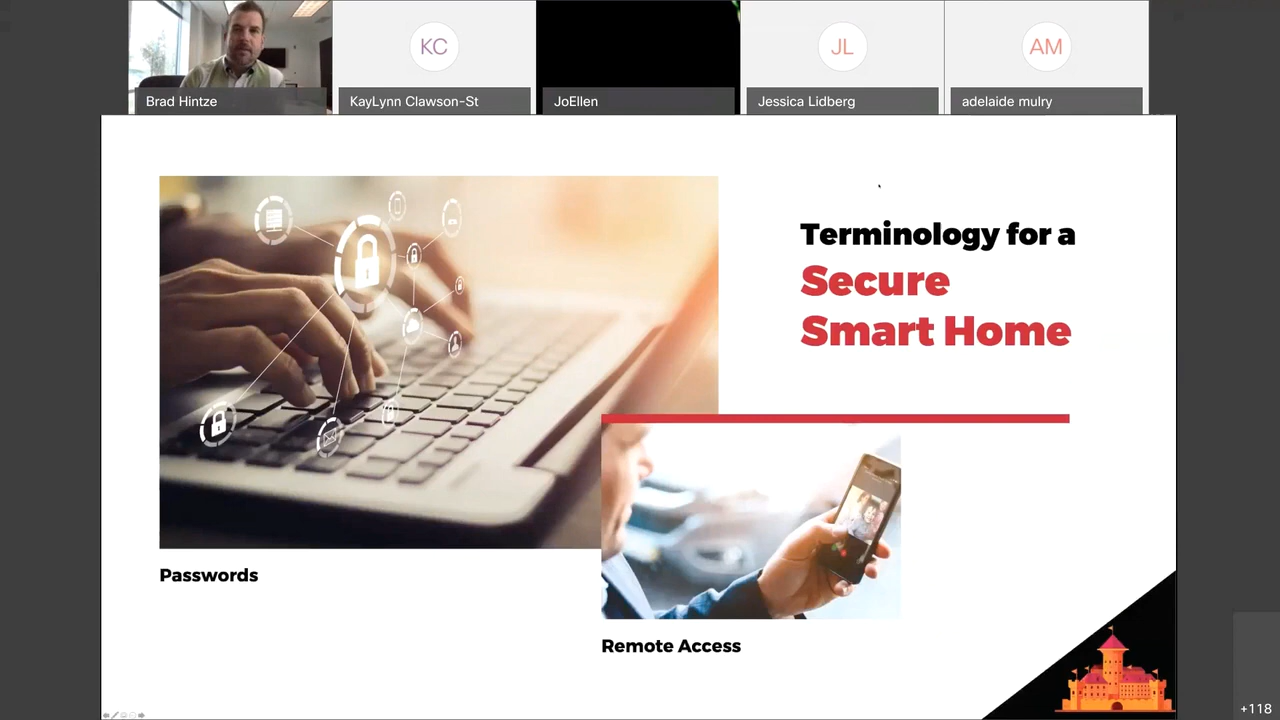 Brad Hintze
KayLynn Clawson-St
JoEllen
Jessica Lidberg
adelaide mulry
KC
JL
AM
Terminology for a
Secure
Smart Home
Passwords
Remote Access
+118